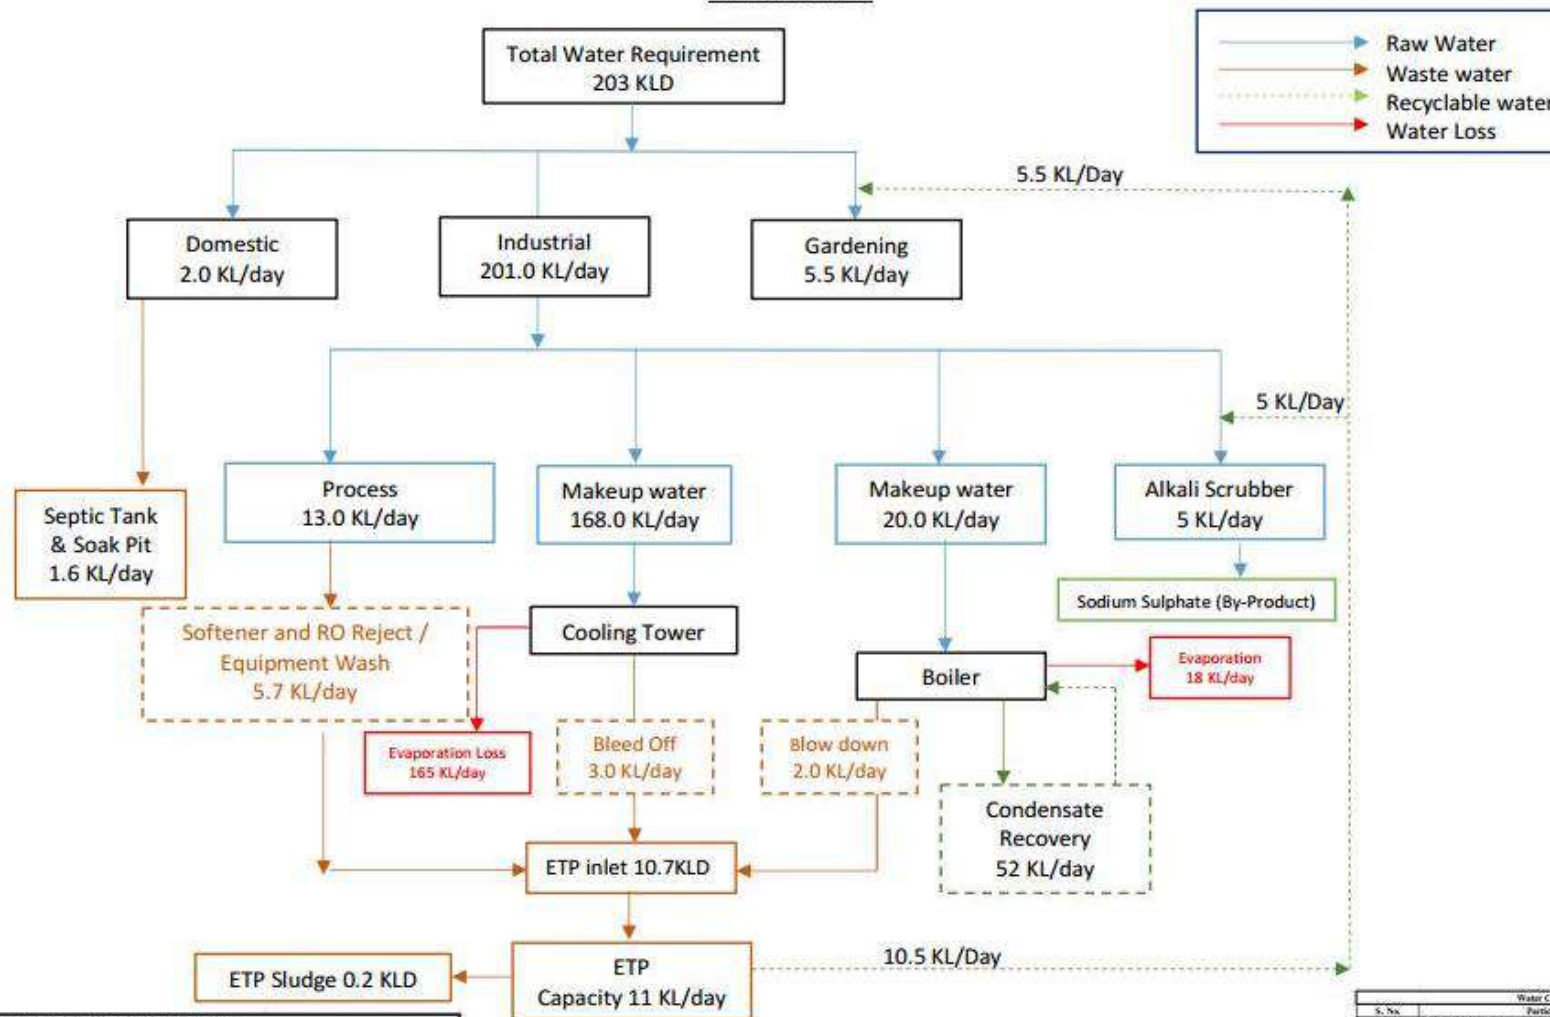 Total Water Requirement
203 KLD
Raw Water
Waste water
Recyclable water
Water Loss
5.5 KL/Day
Domestic
2.0 KL/day
Industrial
201.0 KL/day
Gardening
5.5 KL/day
5 KL/Day
Septic Tank
& Soak Pit
1.6 KL/day
Process
13.0 KL/day
Makeup water
168.0 KL/day
Makeup water
20.0 KL/day
Alkali Scrubber
5 KL/day
Sodium Sulphate (By-Product)
Softener and RO Reject /
Equipment Wash
5.7 KL/day
Cooling Tower
Boiler
Evaporation
18 KL/day
Evaporation Loss
165 KL/day
Bleed Off
3.0 KL/day
Blow down
2.0 KL/day
Condensate
Recovery
52 KL/day
ETP inlet 10.7KLD
ETP Sludge 0.2 KLD
ETP
Capacity 11 KL/day
10.5 KL/Day
Water C
S. No.